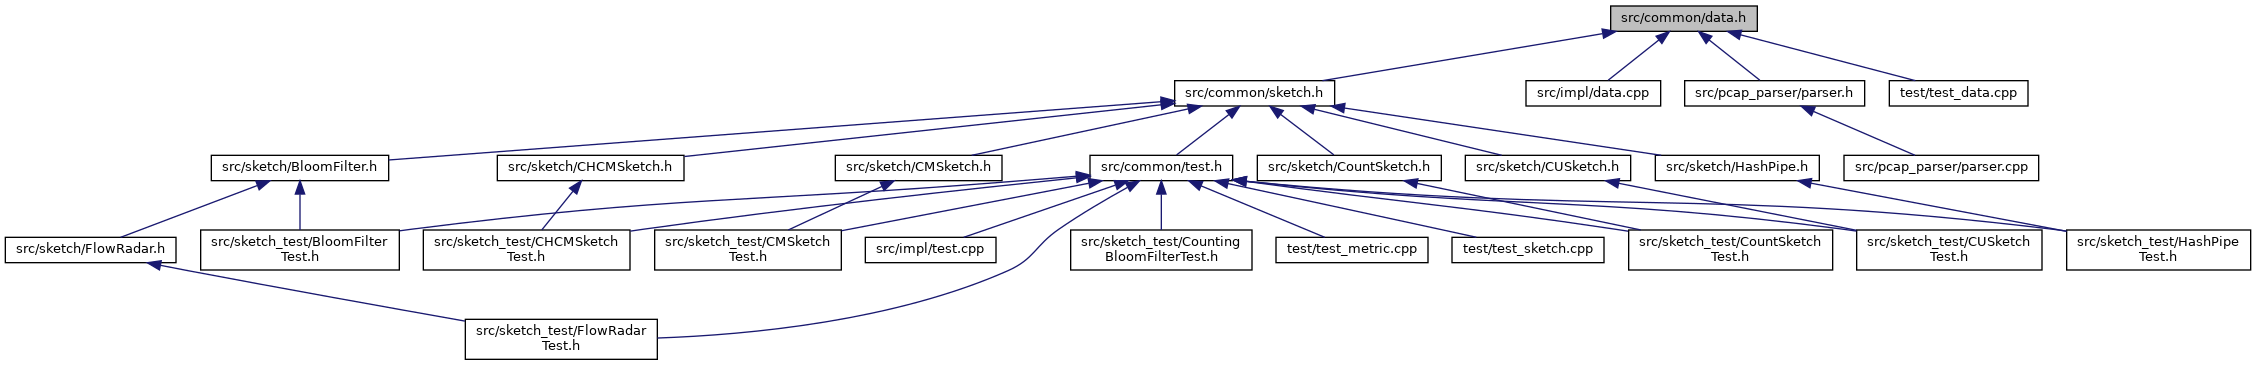 src/common/data.h
src/common/sketch.h
src/impl/data.cpp
src/pcap_parser/parser.h
test/test_data.cpp
src/sketch/BloomFilter.h
src/sketch/CHCMSketch.h
src/sketch/CMSketch.h
src/common/test.h
src/sketch/CountSketch.h
src/sketch/CUSketch.h
src/sketch/HashPipe.h
src/pcap_parser/parser.cpp
src/sketch/FlowRadar.h
src/sketch_test/BloomFilter
Test.h
src/sketch_test/CHCMSketch
Test.h
src/sketch_test/CMSketch
Test.h
src/impl/test.cpp
src/sketch_test/Counting
BloomFilterTest.h
test/test_metric.cpp
test/test_sketch.cpp
src/sketch_test/CountSketch
Test.h
src/sketch_test/CUSketch
Test.h
src/sketch_test/HashPipe
Test.h
src/sketch_test/FlowRadar
Test.h